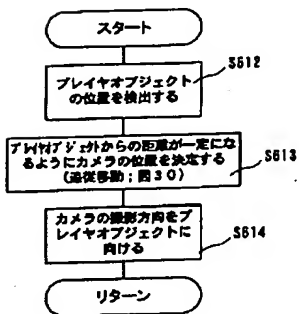 スタート
S612
プレイヤオブジェクト
の位置を検出する
プレイヤオブジェクトからの距離が一定にな
るようにカメラの位置を決定する
(追従移動;図30)
S613
カメラの撮影方向をプ
レイヤオブジェクトに
向ける
S614
リターン